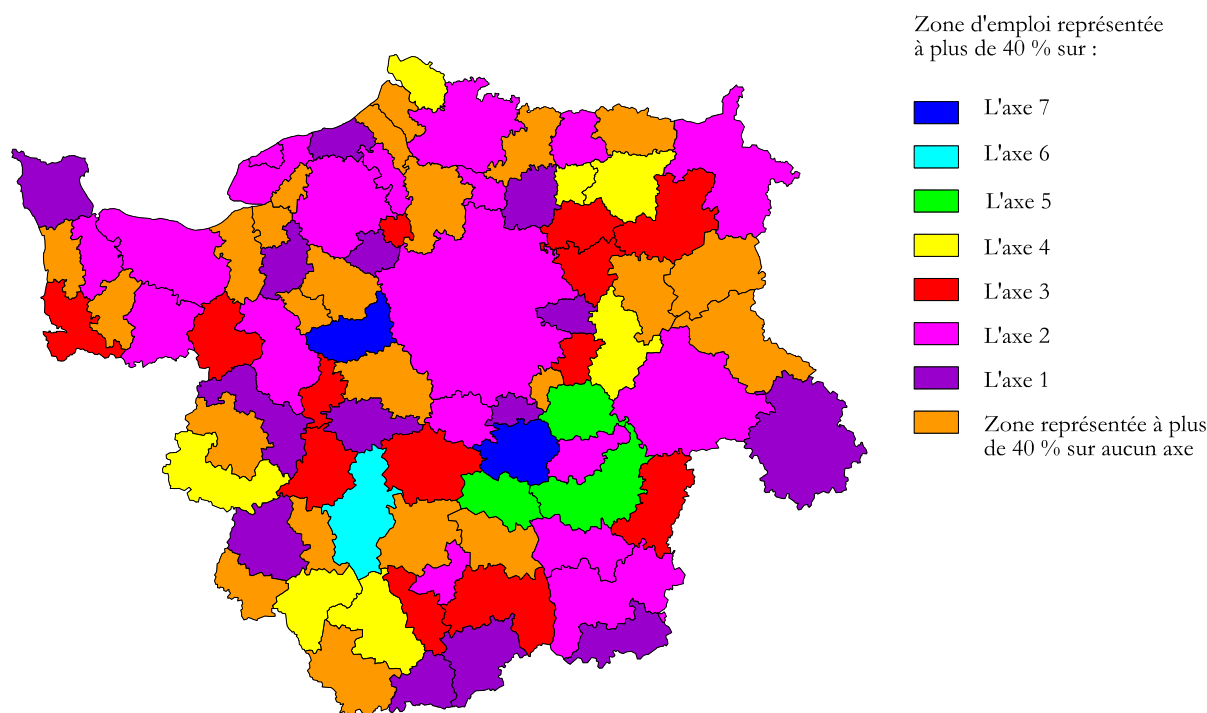 Zone d'emploi représentée
à plus de 40 % sur :
L'axe 7
L'axe 6
L'axe 5
L'axe 4
L'axe 3
L'axe 2
L'axe 1
Zone représentée à plus
de 40 % sur aucun axe